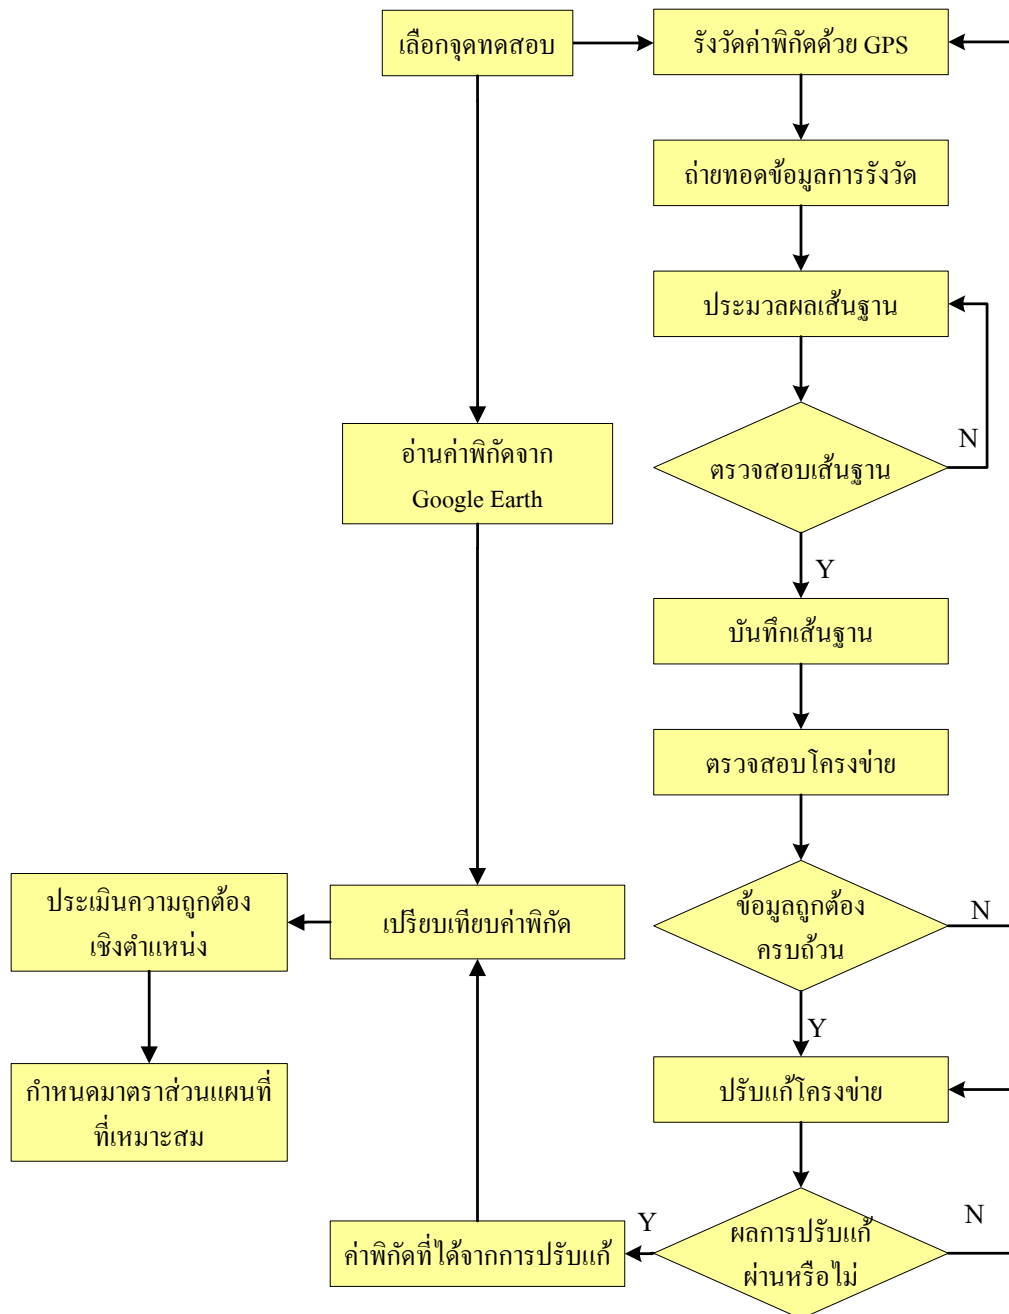 เลือกจุดทดสอบ
รังวัดค่าพิกัดด้วย GPS
ถ่ายทอดข้อมูลการรังวัด
ประมวลผลเส้นฐาน
อ่านค่าพิกัดจาก
Google Earth
ตรวจสอบเส้นฐาน
N
Y
บันทึกเส้นฐาน
ตรวจสอบโครงข่าย
ประเมินความถูกต้อง
เชิงตำแหน่ง
เปรียบเทียบค่าพิกัด
ข้อมูลถูกต้อง
ครบถ้วน
N
Y
กำหนดมาตราส่วนแผนที่
ที่เหมาะสม
ปรับแก้โครงข่าย
ค่าพิกัดที่ได้จากการปรับแก้
Y
ผลการปรับแก้
ผ่านหรือไม่
N